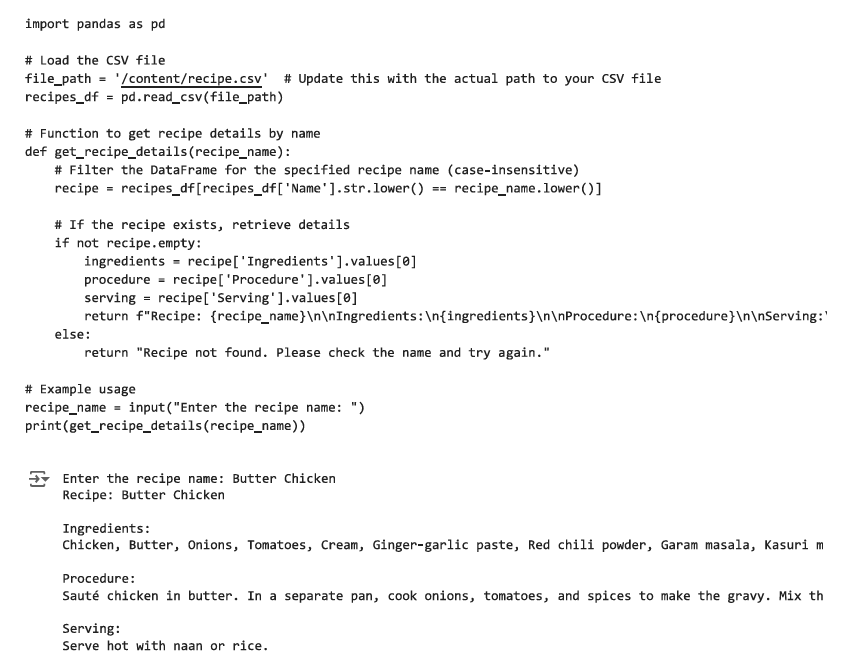 import pandas as pd
# Load the CSV file
file_path = '/content/recipe.csv'  # Update this with the actual path to your CSV file
recipes_df = pd.read_csv(file_path)
# Function to get recipe details by name
def get_recipe_details(recipe_name):
    # Filter the DataFrame for the specified recipe name (case-insensitive)
    recipe = recipes_df[recipes_df['Name'].str.lower() == recipe_name.lower()]
    # If the recipe exists, retrieve details
    if not recipe.empty:
        ingredients = recipe['Ingredients'].values[0]
        procedure = recipe['Procedure'].values[0]
        serving = recipe['Serving'].values[0]
        return f"Recipe: {recipe_name}\n\nIngredients:\n{ingredients}\n\nProcedure:\n{procedure}\n\nServing:
    else:
        return "Recipe not found. Please check the name and try again."
# Example usage
recipe_name = input("Enter the recipe name: ")
print(get_recipe_details(recipe_name))
Enter the recipe name: Butter Chicken
Recipe: Butter Chicken
Ingredients:
Chicken, Butter, Onions, Tomatoes, Cream, Ginger-garlic paste, Red chili powder, Garam masala, Kasuri m
Procedure:
Sauté chicken in butter. In a separate pan, cook onions, tomatoes, and spices to make the gravy. Mix th
Serving:
Serve hot with naan or rice.